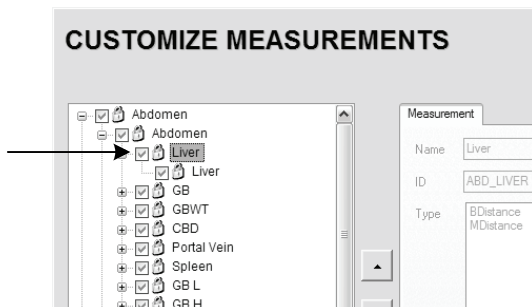 CUSTOMIZE MEASUREMENTS
Abdomen
Abdomen
Liver
Liver
GB
GBWT
CBD
Portal Vein
Spleen
GB L
GB H
Measurement
Name Liver
ID ABD_LIVER
Type BDistance
MDistance